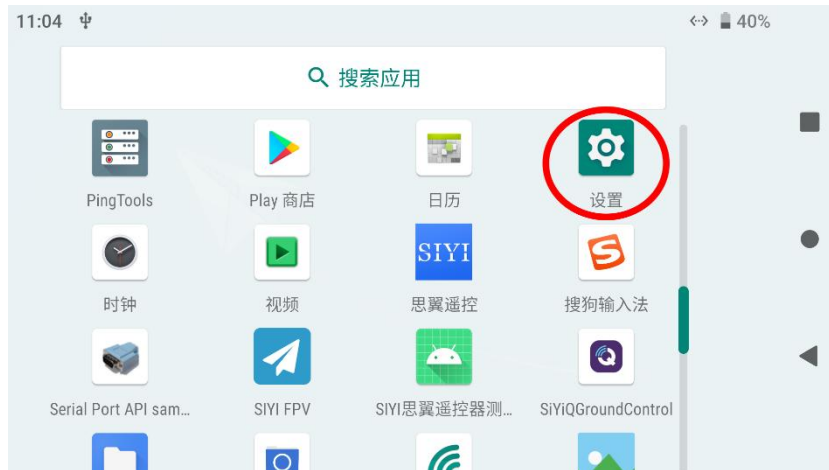 11:04
40%
搜索应用
PingTools
Play 商店
日历
设置
SIYI
时钟
视频
思翼遥控
搜狗输入法
Serial Port API sam...
SIYI FPV
SIYI思翼遥控器测...
SiYiQGroundControl